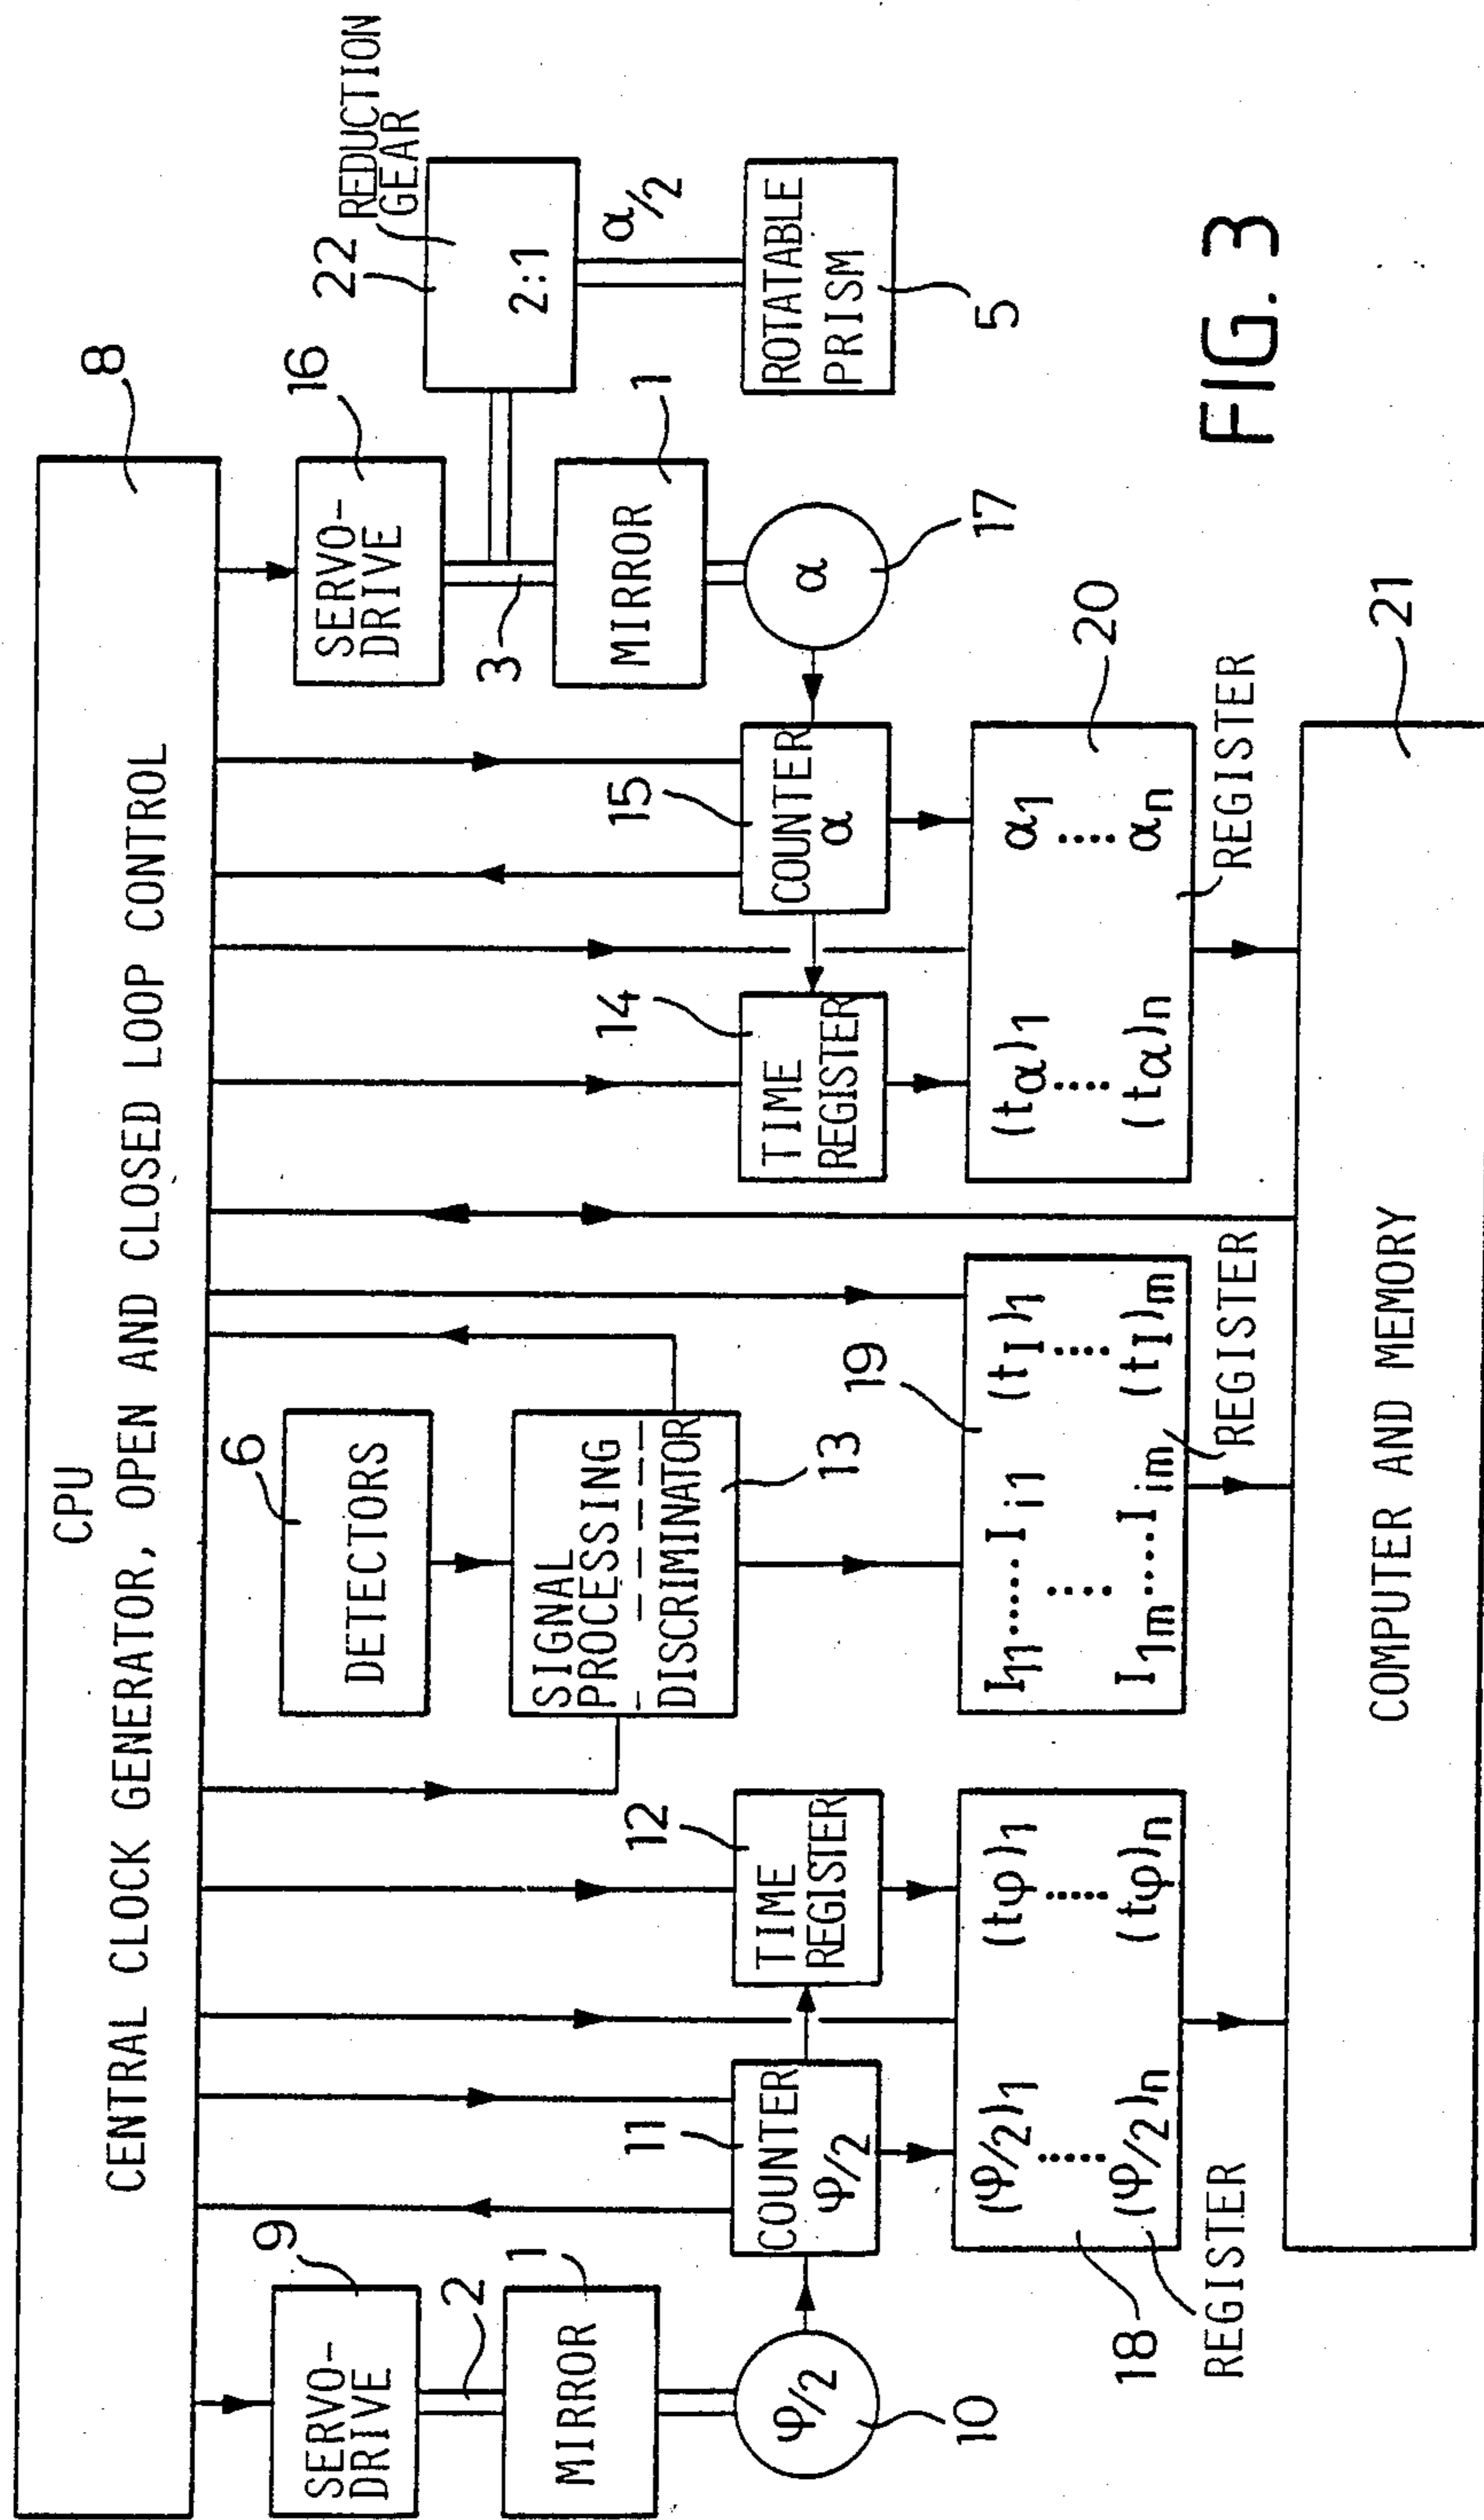 CPU
CENTRAL CLOCK GENERATOR, OPEN AND CLOSED LOOP CONTROL
8
9
SERVO-
DRIVE
2
1
MIRROR
φ/2
10
11
COUNTER
φ/2
12
TIME
REGISTER
(φ/2)1 (tφ)1
(φ/2)n (tφ)n
18
REGISTER
6
DETECTORS
SIGNAL
PROCESSING
DISCRIMINATOR
13
19
I11.....Ii1 (tI)1
I1m.....Iim (tI)m
REGISTER
14
TIME
REGISTER
15
COUNTER
α
(tα)1 α1
(tα)n αn
20
REGISTER
16
SERVO-
DRIVE
3
1
MIRROR
α
17
22
REDUCTION
GEAR
2:1
α/2
ROTATABLE
PRISM
5
21
COMPUTER AND MEMORY
FIG. 3